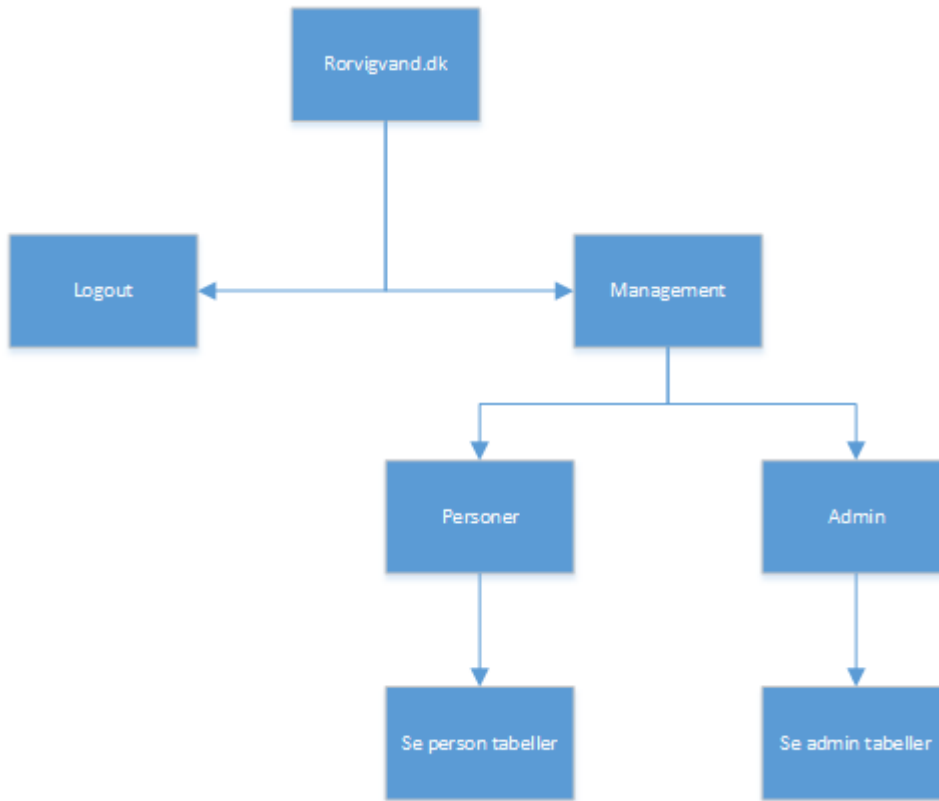 Rorvigvand.dk
Logout
Management
Personer
Admin
Se person tabeller
Se admin tabeller